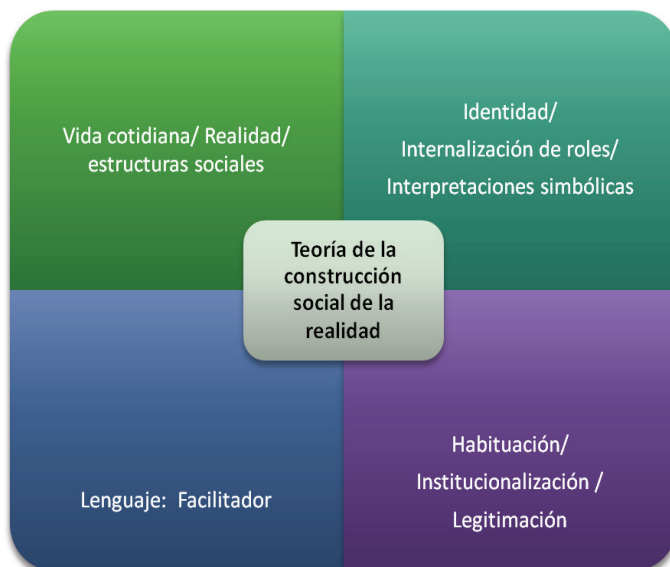 Vida cotidiana/ Realidad/
estructuras sociales
Identidad/
Internalización de roles/
Interpretaciones simbólicas
Teoría de la
construcción
social de la
realidad
Lenguaje: Facilitador
Habituación/
Institucionalización /
Legitimación